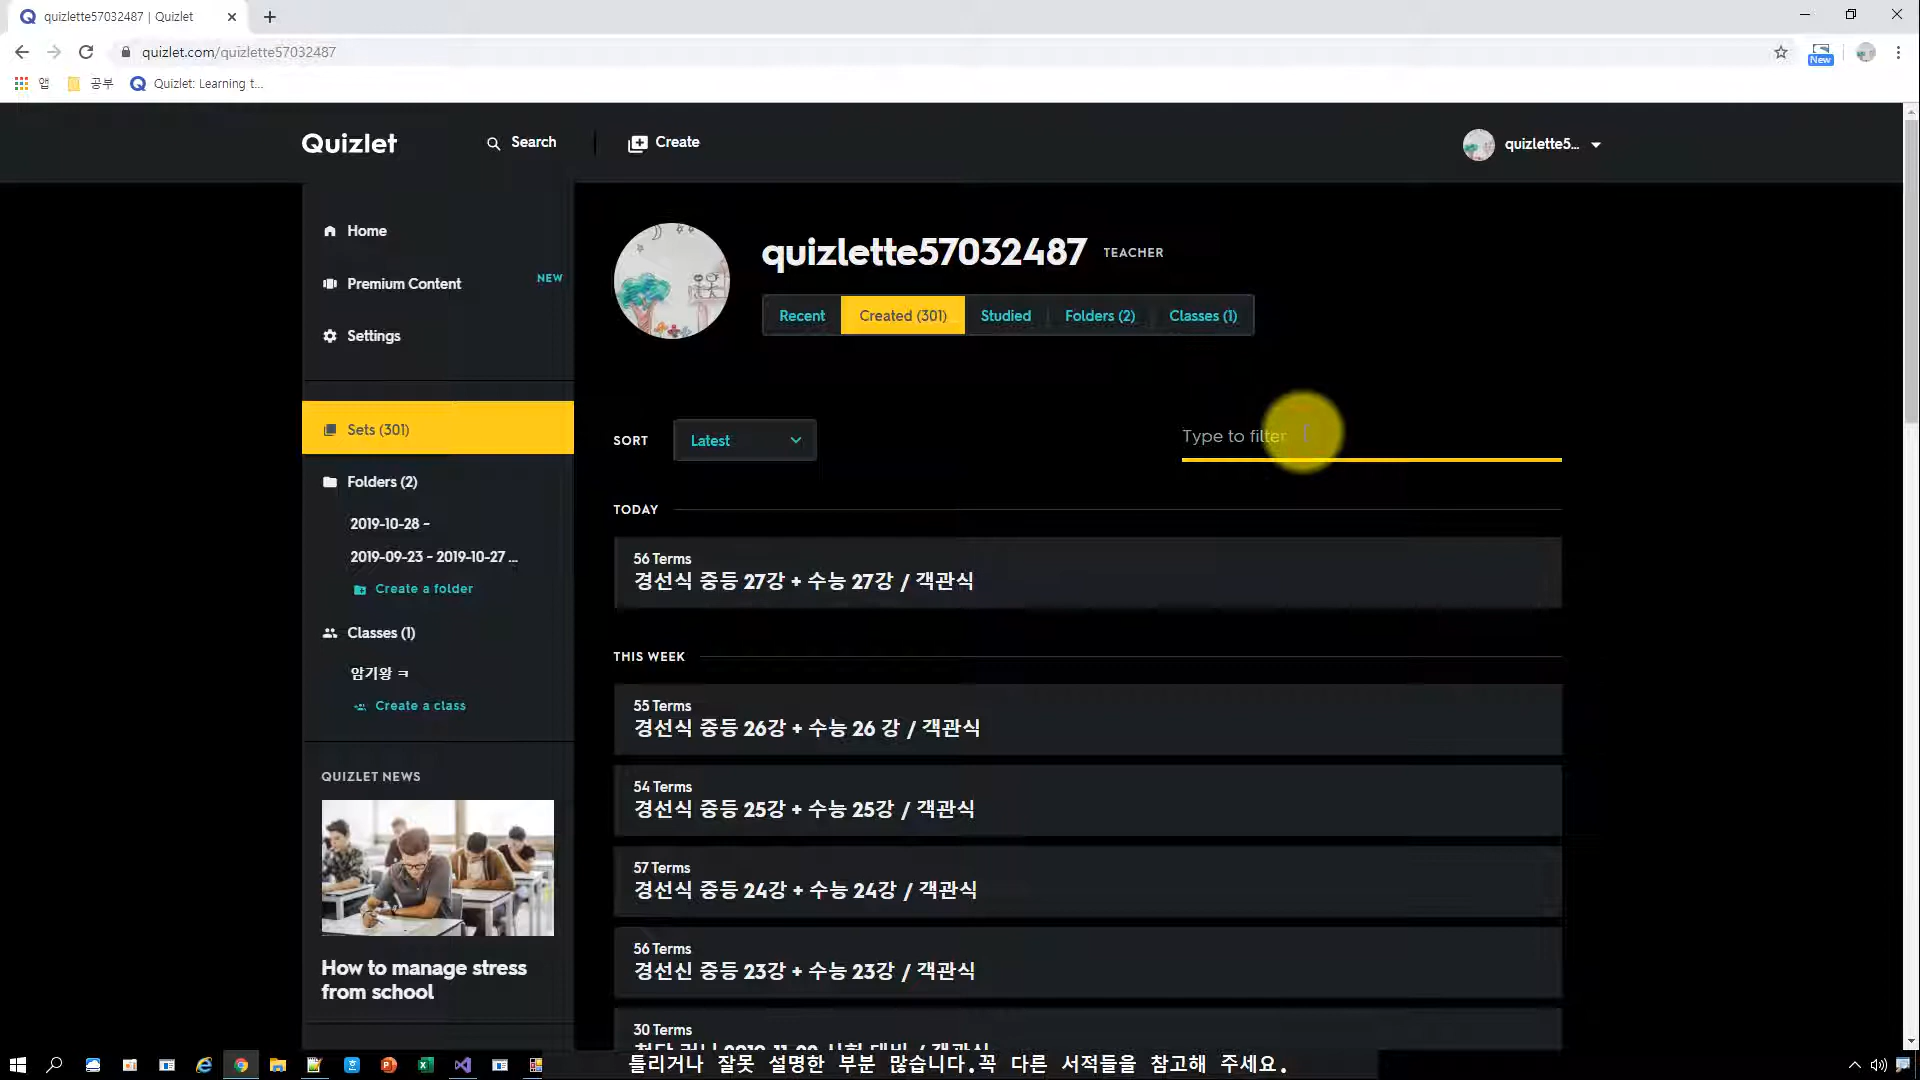 quizlette57032487 | Quizlet
quizlet.com/quizlette57032487
New
앱
공부
Quizlet: Learning t...
Quizlet
Search
Create
quizlette5...
Home
Premium Content
NEW
Settings
Sets (301)
Folders (2)
2019-10-28 ~
2019-09-23 ~ 2019-10-27 ...
Create a folder
Classes (1)
암기왕 ㅋ
Create a class
QUIZLET NEWS
How to manage stress
from school
quizlette57032487 TEACHER
Recent
Created (301)
Studied
Folders (2)
Classes (1)
SORT
Latest
Type to filter
TODAY
56 Terms
경선식 중등 27강 + 수능 27강 / 객관식
THIS WEEK
55 Terms
경선식 중등 26강 + 수능 26 강 / 객관식
54 Terms
경선식 중등 25강 + 수능 25강 / 객관식
57 Terms
경선식 중등 24강 + 수능 24강 / 객관식
56 Terms
경선신 중등 23강 + 수능 23강 / 객관식
30 Terms
틀리거나 잘못 설명한 부분 많습니다.꼭 다른 서적들을 참고해 주세요.